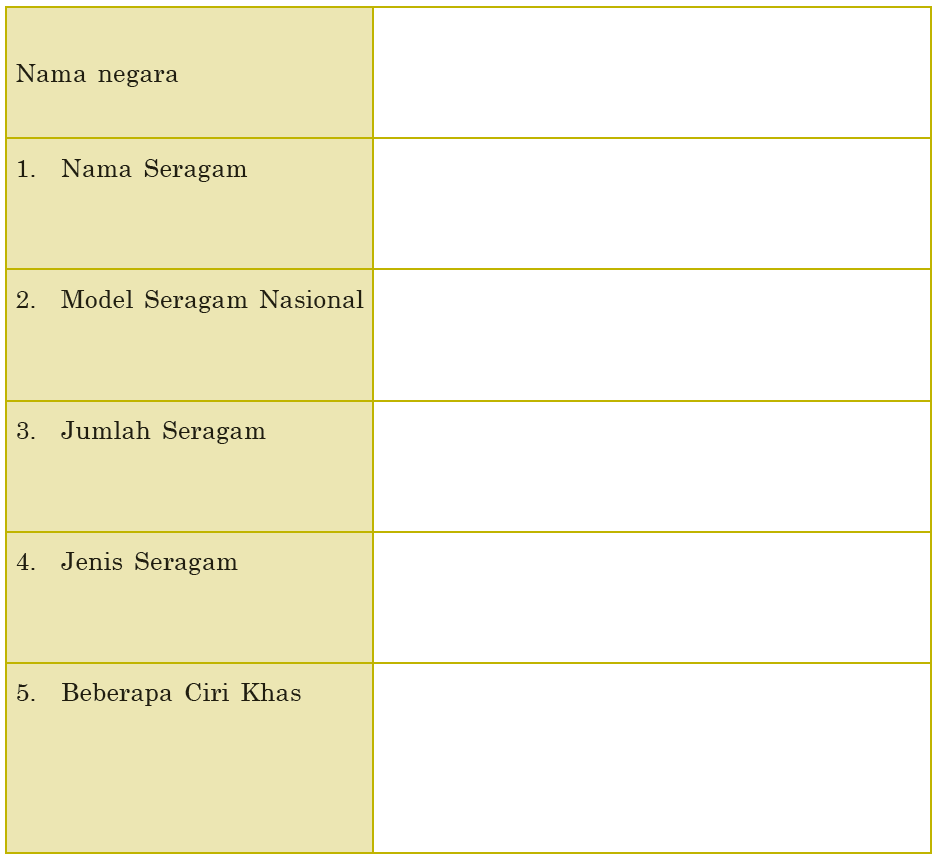 Nama negara
1. Nama Seragam
2. Model Seragam Nasional
3. Jumlah Seragam
4. Jenis Seragam
5. Beberapa Ciri Khas